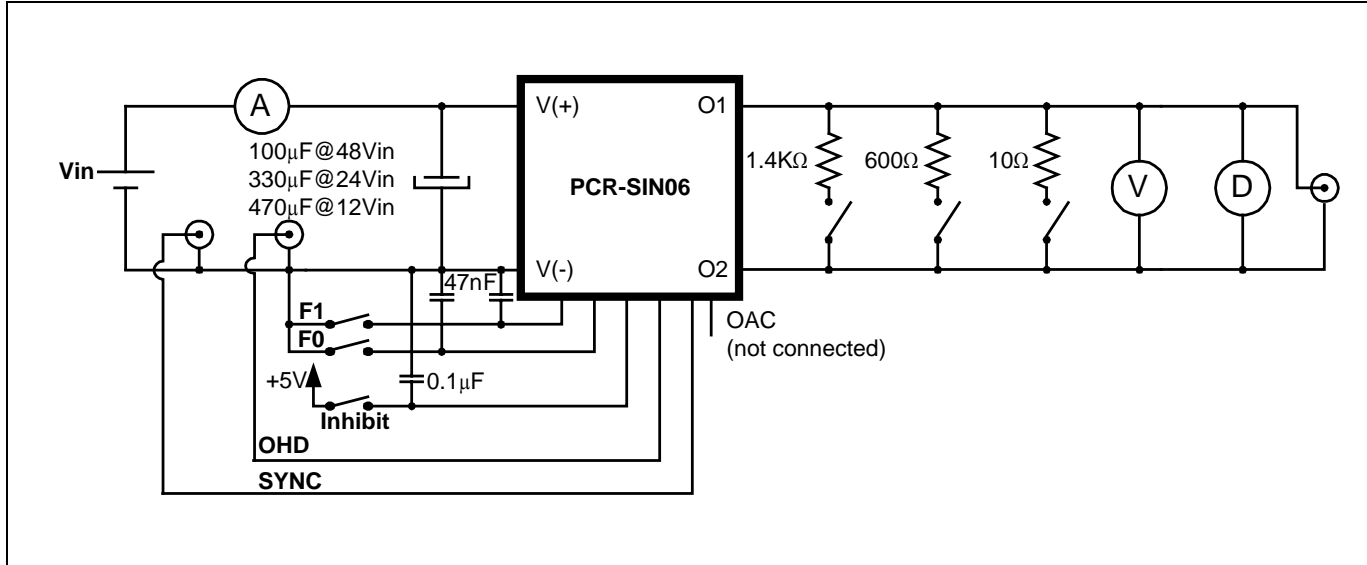 A
V(+)
O1
100μF@48Vin
330μF@24Vin
470μF@12Vin
Vin
1.4KΩ
600Ω
10Ω
PCR-SIN06
V
D
V(-)
O2
47nF
F1
F0
OAC
(not connected)
+5V
0.1μF
Inhibit
OHD
SYNC